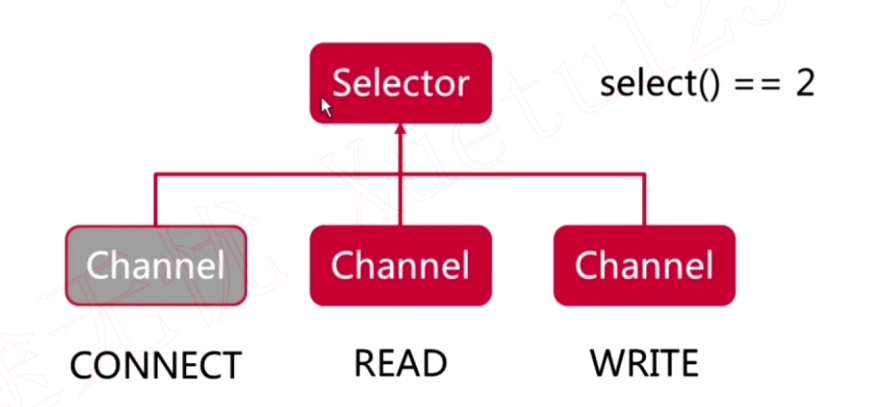 Selector
select() == 2
Channel
Channel
Channel
CONNECT
READ
WRITE